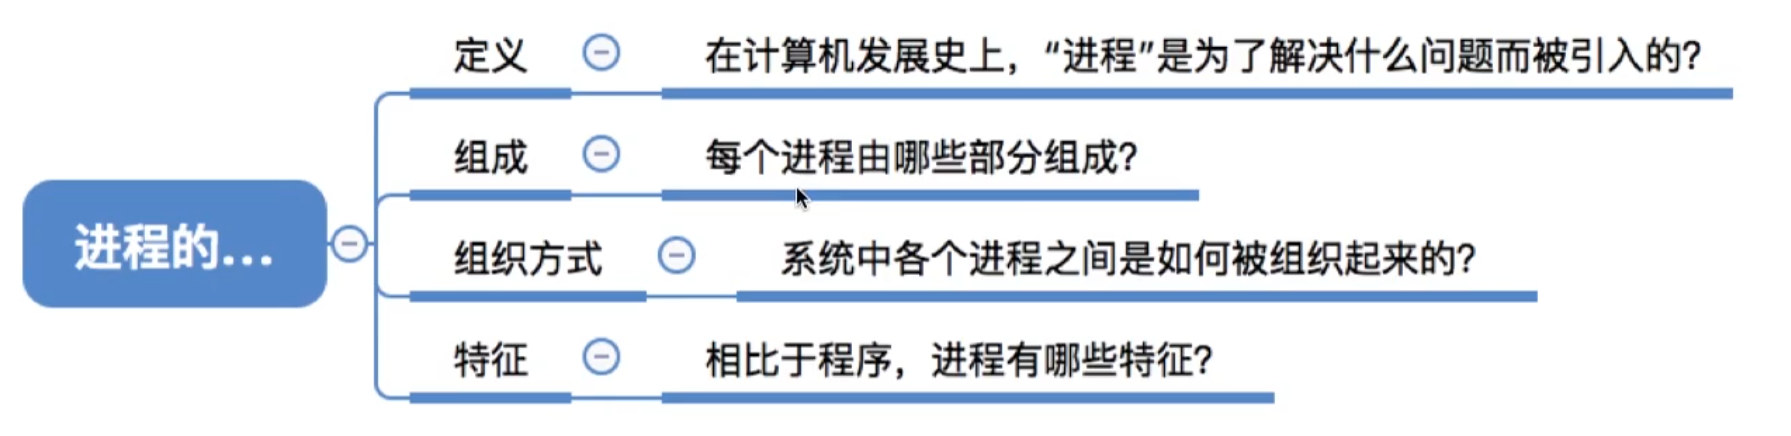 定义
在计算机发展史上，“进程”是为了解决什么问题而被引入的?
组成
每个进程由哪些部分组成?
进程的...
组织方式
系统中各个进程之间是如何被组织起来的?
特征
相比于程序，进程有哪些特征?